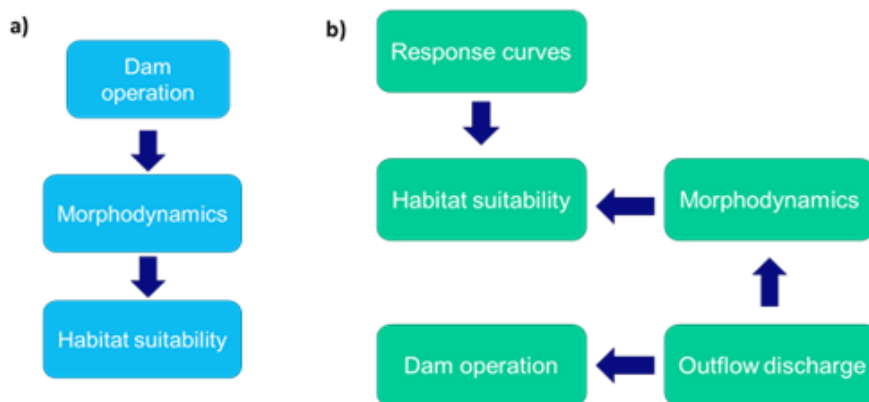 a)
Dam
operation
Morphodynamics
Habitat suitability
b)
Response curves
Habitat suitability
Morphodynamics
Dam operation
Outflow discharge